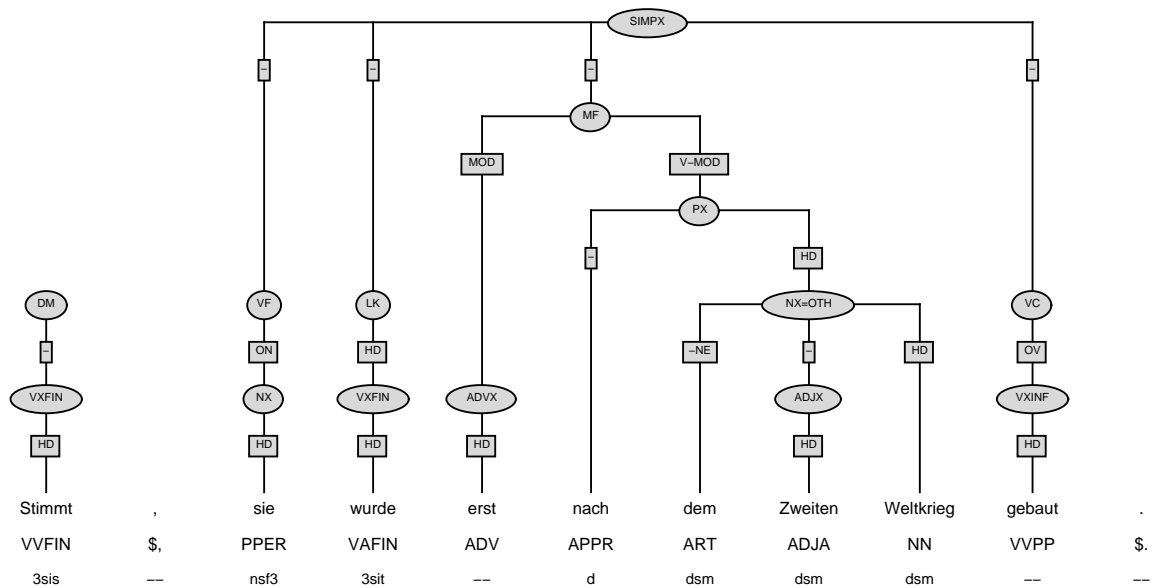 SIMPX
– – – –
MF
MOD V–MOD
PX
– HD
DM VF LK NX=OTH VC
– ON HD –NE – HD OV
VXFIN NX VXFIN ADVX ADJX VXINF
HD HD HD HD HD HD
Stimmt , sie wurde erst nach dem Zweiten Weltkrieg gebaut .
VVFIN $, PPER VAFIN ADV APPR ART ADJA NN VVPP $.
3sis –– nsf3 3sit –– d dsm dsm dsm –– ––